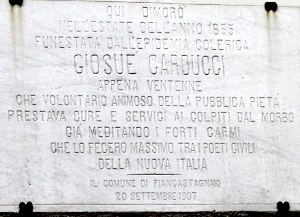 QUI DIMORÒ
NELL'ESTATE DELL'ANNO 1855
FUNESTATA DALL'EPIDEMIA COLERICA
GIOSUÈ CARDUCCI
APPENA VENTENNE
CHE VOLONTARIO ANIMOSO DELLA PUBBLICA PIETÀ
PRESTAVA CURE E SERVIGI AI COLPITI DAL MORBO
GIÀ MEDITANDO I FORTI CARMI
CHE LO FECERO MASSIMO TRA I POETI CIVILI
DELLA NUOVA ITALIA
IL COMUNE DI PIANCASTAGNAIO
20 SETTEMBRE 1907